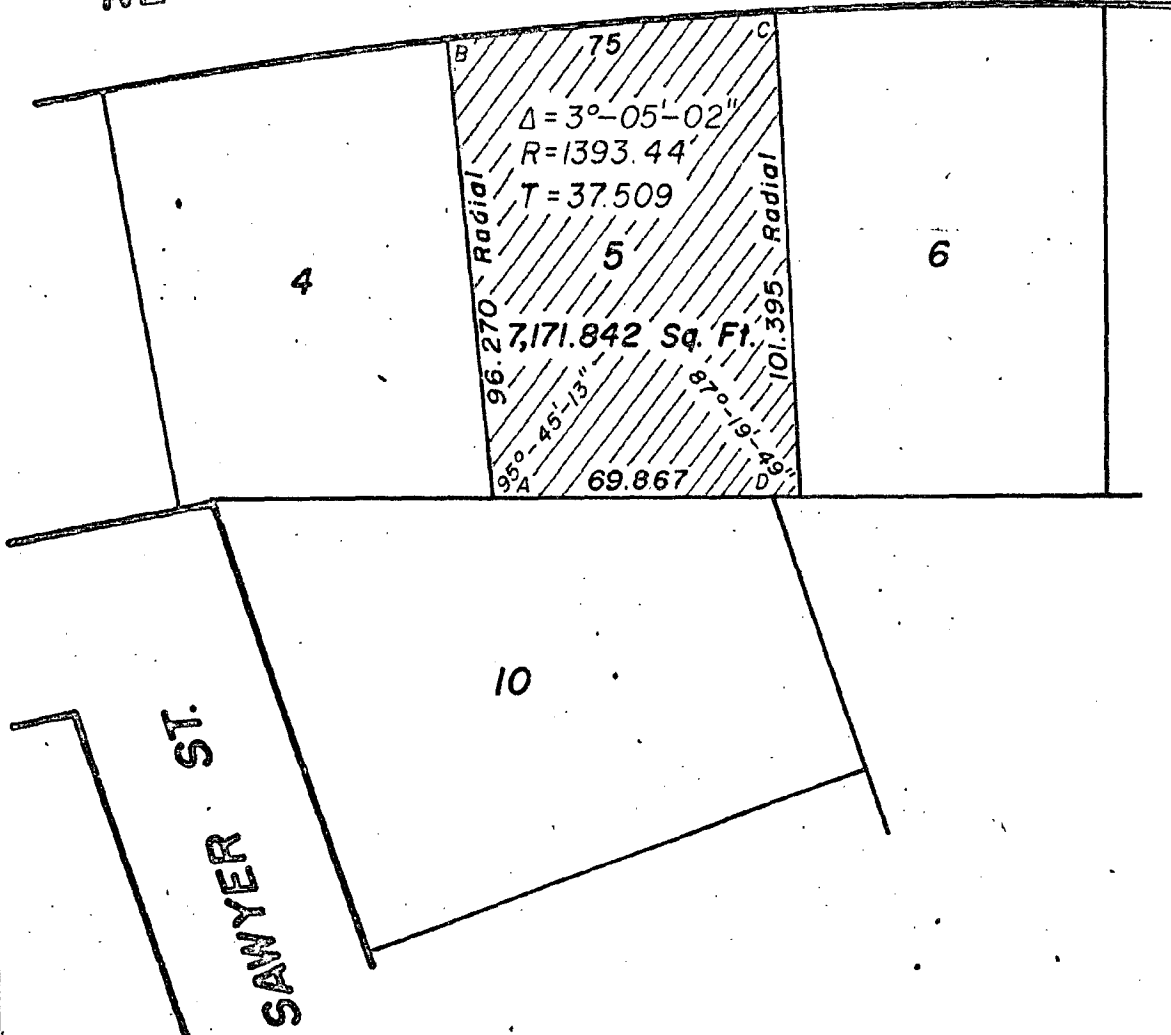 B
75
C
Δ = 3°-05'-02"
R = 1393.44'
T = 37.509
Radial
Radial
4
5
6
96.270
7,171.842 Sq. Ft.
101.395
95°-45'-13"
87°-19'-49"
A
69.867
D
10
SAWYER ST.